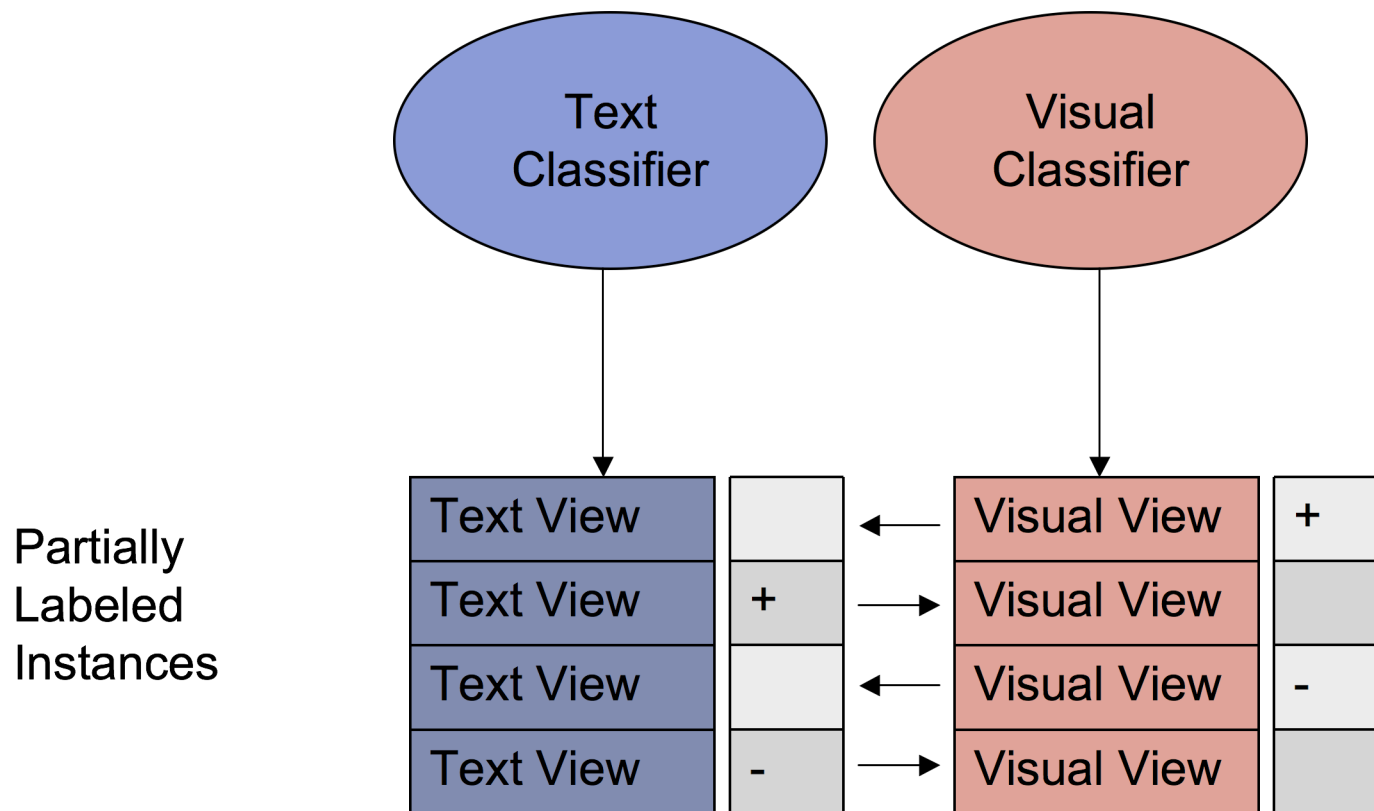 Text
Classifier
Visual
Classifier
Partially
Labeled
Instances
Text View
Visual View
+
Text View
+
Visual View
Text View
Visual View
-
Text View
-
Visual View